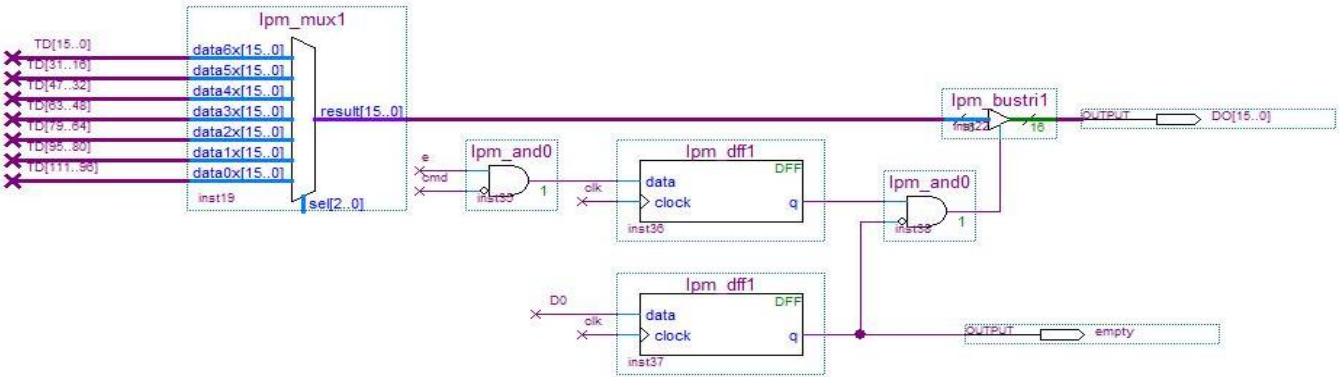 lpm_mux1
TD[15..0]
data6x[15..0]
TD[31..16]
data5x[15..0]
TD[47..32]
data4x[15..0]
TD[63..48]
data3x[15..0]
result[15..0]
TD[79..64]
data2x[15..0]
TD[95..80]
data1x[15..0]
TD[111..96]
data0x[15..0]
inst19
sel[2..0]
lpm_bustri1
16
inst22
16
OUTPUT
DO[15..0]
lpm_and0
e
cmd
inst35
1
lpm_dff1
DFF
data
clk
clock
q
inst36
lpm_and0
inst38
1
lpm_dff1
DFF
D0
data
clk
clock
q
inst37
OUTPUT
empty